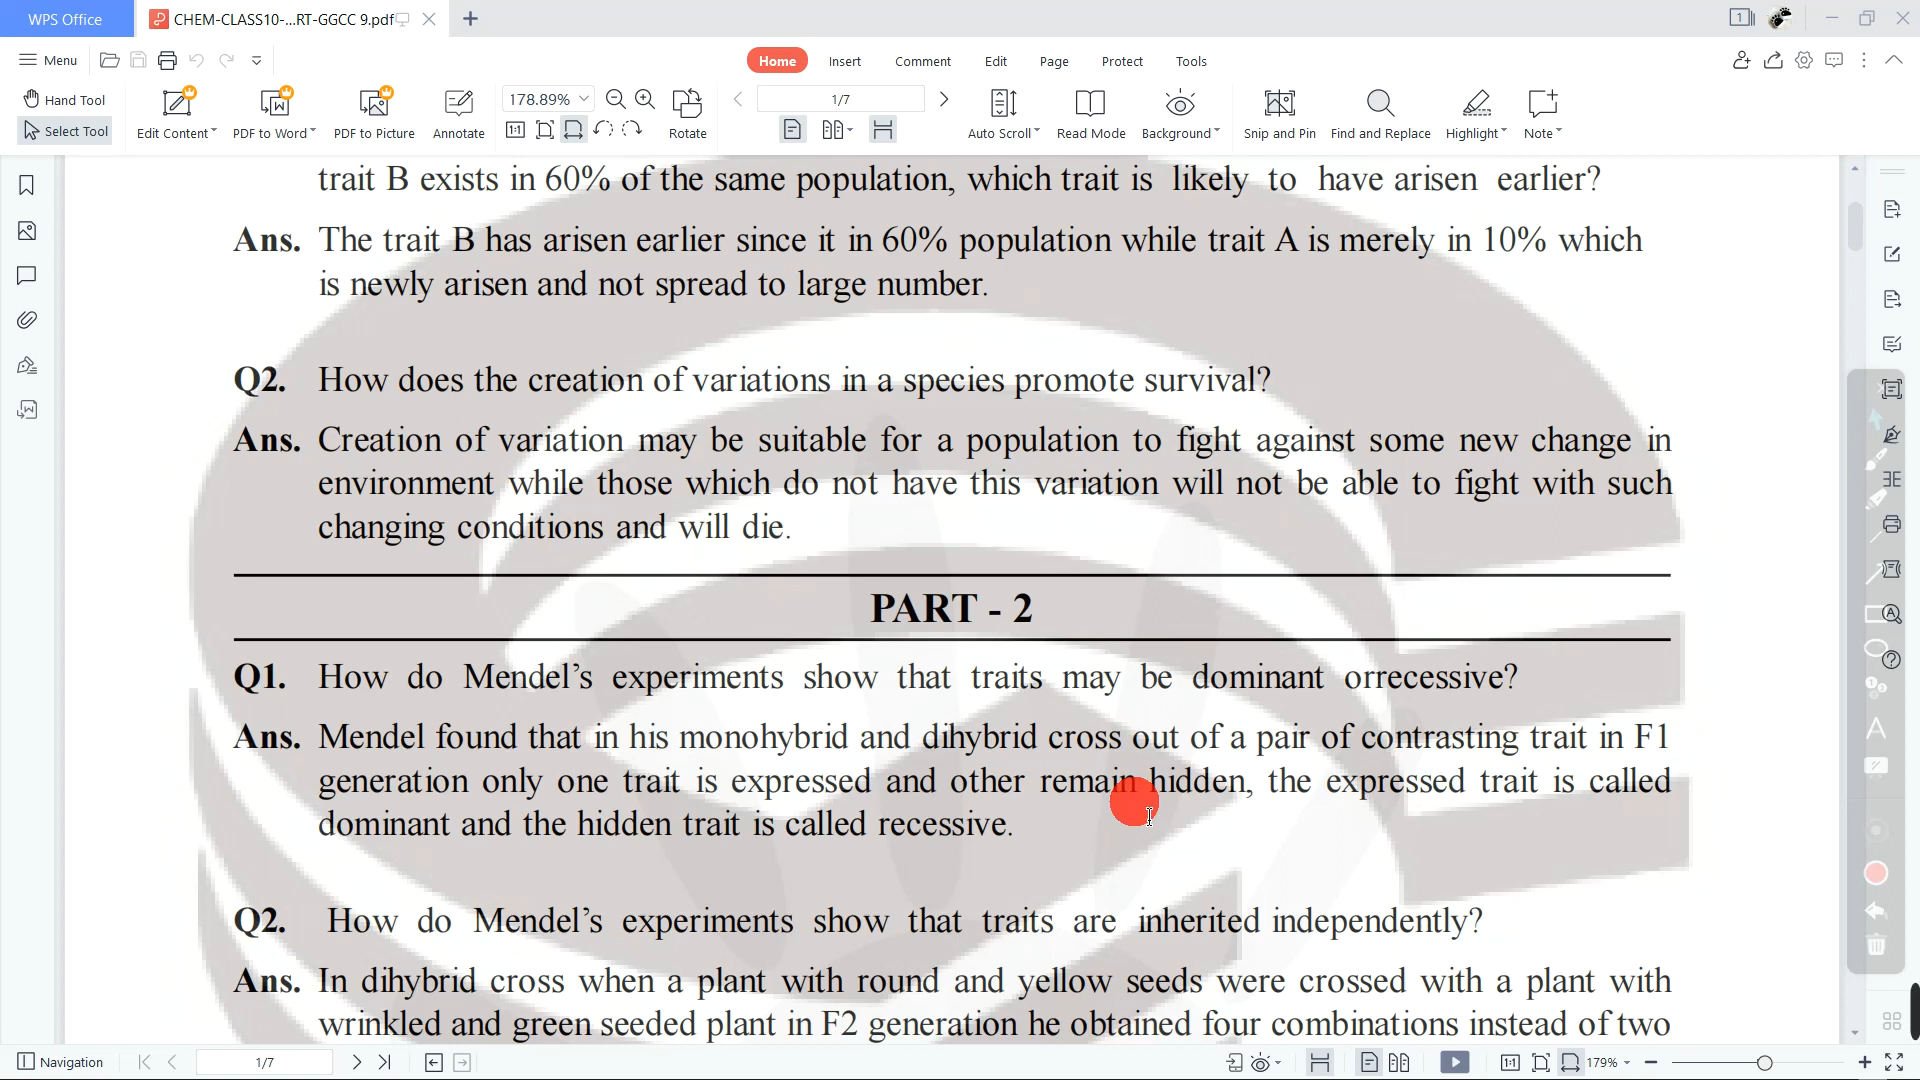 WPS Office
CHEM-CLASS10-...RT-GGCC 9.pdf
Menu
Home Insert Comment Edit Page Protect Tools
Hand Tool
Select Tool
Edit Content
PDF to Word
PDF to Picture
Annotate
178.89%
Rotate
1/7
Auto Scroll
Read Mode
Background
Snip and Pin
Find and Replace
Highlight
Note
trait B exists in 60% of the same population, which trait is likely to have arisen earlier?
Ans. The trait B has arisen earlier since it in 60% population while trait A is merely in 10% which
is newly arisen and not spread to large number.
Q2. How does the creation of variations in a species promote survival?
Ans. Creation of variation may be suitable for a population to fight against some new change in
environment while those which do not have this variation will not be able to fight with such
changing conditions and will die.
PART - 2
Q1. How do Mendel's experiments show that traits may be dominant orrecessive?
Ans. Mendel found that in his monohybrid and dihybrid cross out of a pair of contrasting trait in F1
generation only one trait is expressed and other remain hidden, the expressed trait is called
dominant and the hidden trait is called recessive.
Q2. How do Mendel's experiments show that traits are inherited independently?
Ans. In dihybrid cross when a plant with round and yellow seeds were crossed with a plant with
wrinkled and green seeded plant in F2 generation he obtained four combinations instead of two
Navigation
1/7
179%